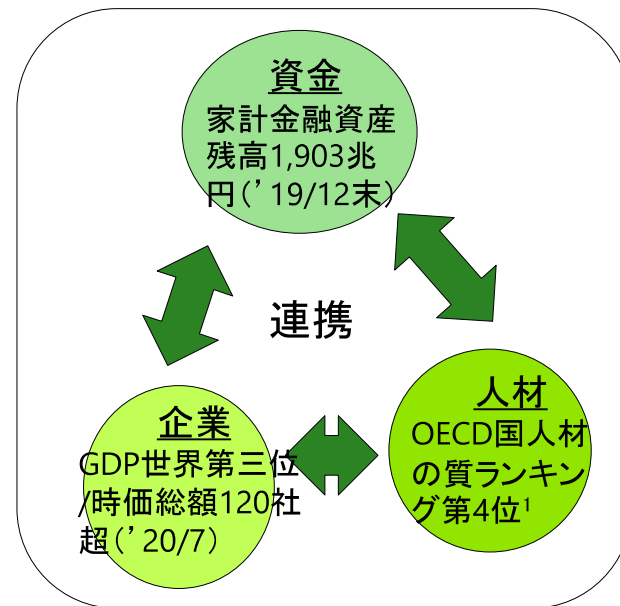 資金
家計金融資産
残高1,903兆
円(’19/12末)
連携
企業
GDP世界第三位
/時価総額120社
超(’20/7)
人材
OECD国人材
の質ランキン
グ第4位1